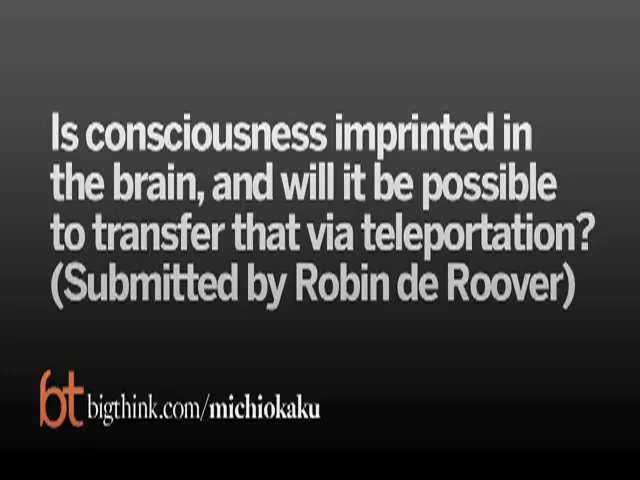 Is consciousness imprinted in
the brain, and will it be possible
to transfer that via teleportation?
(Submitted by Robin de Roover)
bt bigthink.com/michiokaku